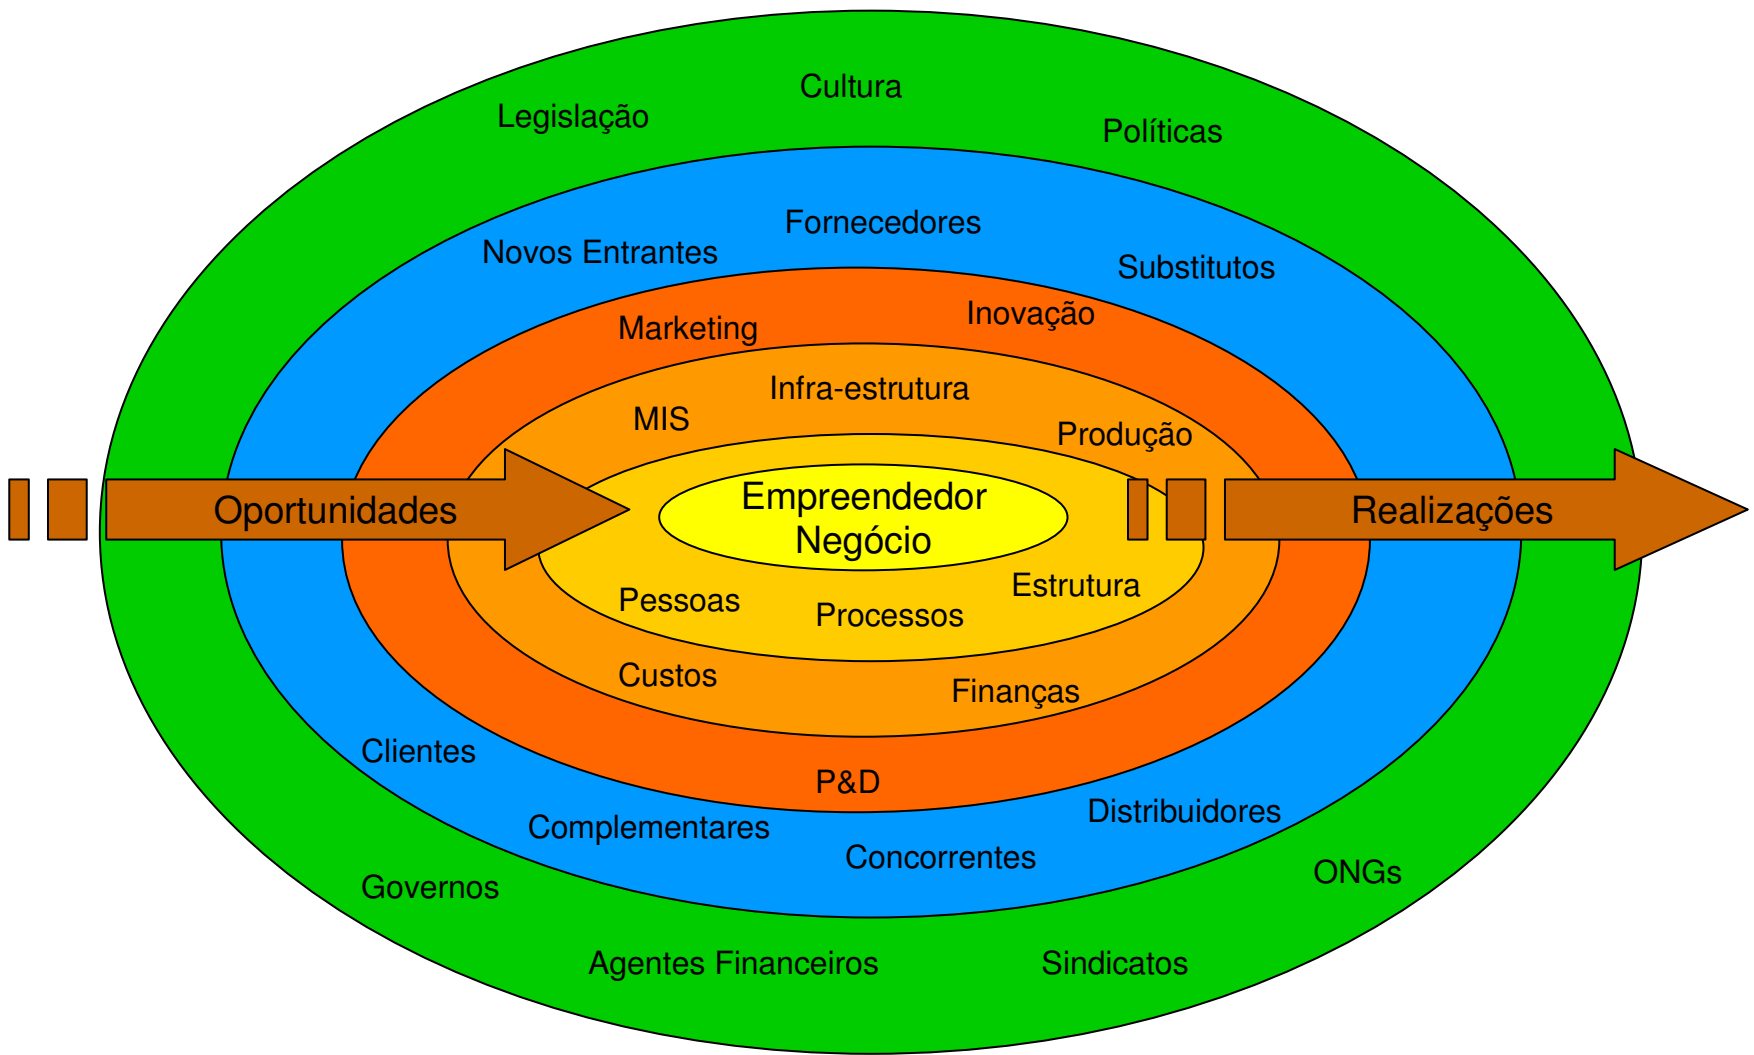 Cultura
Legislação
Políticas
Fornecedores
Novos Entrantes
Substitutos
Inovação
Marketing
Infra-estrutura
MIS
Produção
Empreendedor
Negócio
Oportunidades
Realizações
Estrutura
Pessoas
Processos
Custos
Finanças
Clientes
P&D
Distribuidores
Complementares
Concorrentes
ONGs
Governos
Agentes Financeiros
Sindicatos